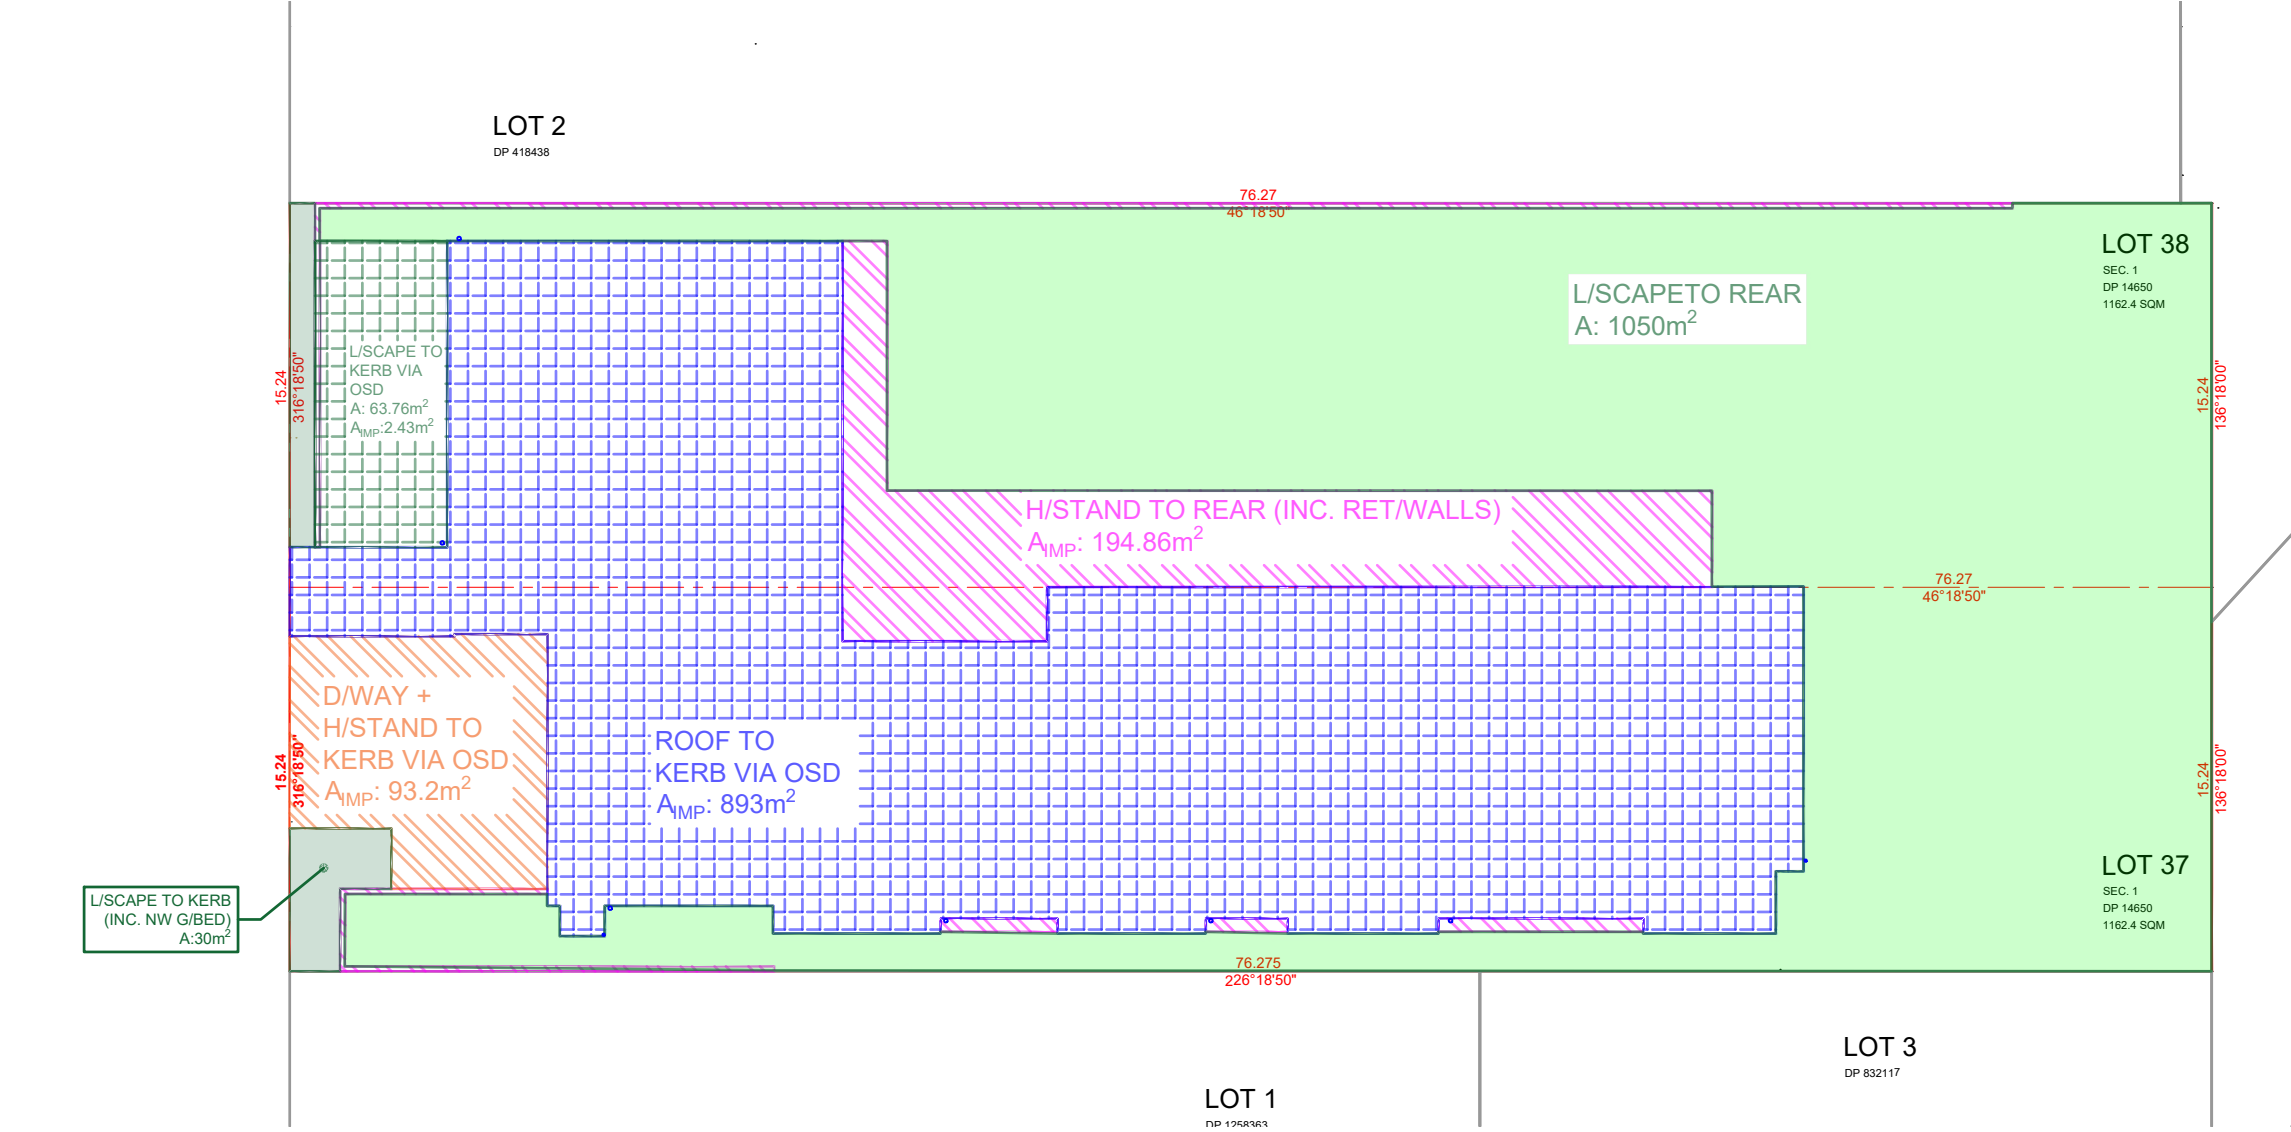 LOT 2
DP 418438
76.27
46°18'50"
LOT 38
SEC. 1
DP 14650
1162.4 SQM
L/SCAPETO REAR
A: 1050m²
L/SCAPE TO
KERB VIA
OSD
A: 63.76m²
AIMP:2.43m²
15.24
316°18'50"
15.24
136°18'00"
H/STAND TO REAR (INC. RET/WALLS)
AIMP: 194.86m²
76.27
46°18'50"
D/WAY +
H/STAND TO
KERB VIA OSD
AIMP: 93.2m²
15.24
316°18'50"
ROOF TO
KERB VIA OSD
AIMP: 893m²
15.24
136°18'00"
LOT 37
SEC. 1
DP 14650
1162.4 SQM
L/SCAPE TO KERB
(INC. NW G/BED)
A:30m²
76.275
226°18'50"
LOT 3
DP 832117
LOT 1
DP 1258363